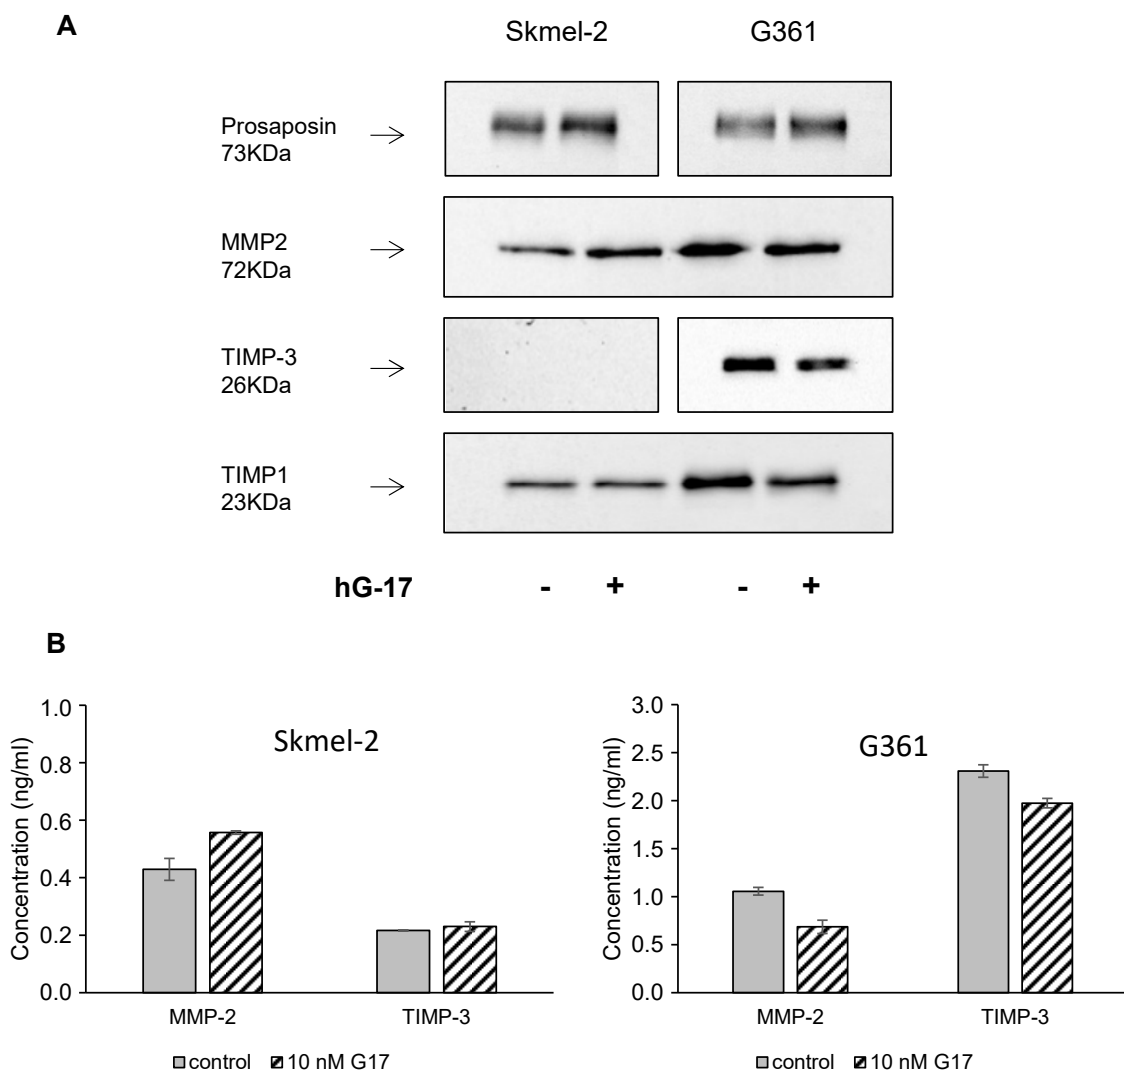 A
Skmel-2 G361
Prosaposin
73KDa
MMP2
72KDa
TIMP-3
26KDa
TIMP1
23KDa
hG-17 - + - +
B
Concentration (ng/ml)
1.0
0.8
0.6
0.4
0.2
0.0
Skmel-2
MMP-2 TIMP-3
control 10 nM G17
Concentration (ng/ml)
3.0
2.5
2.0
1.5
1.0
0.5
0.0
G361
MMP-2 TIMP-3
control 10 nM G17